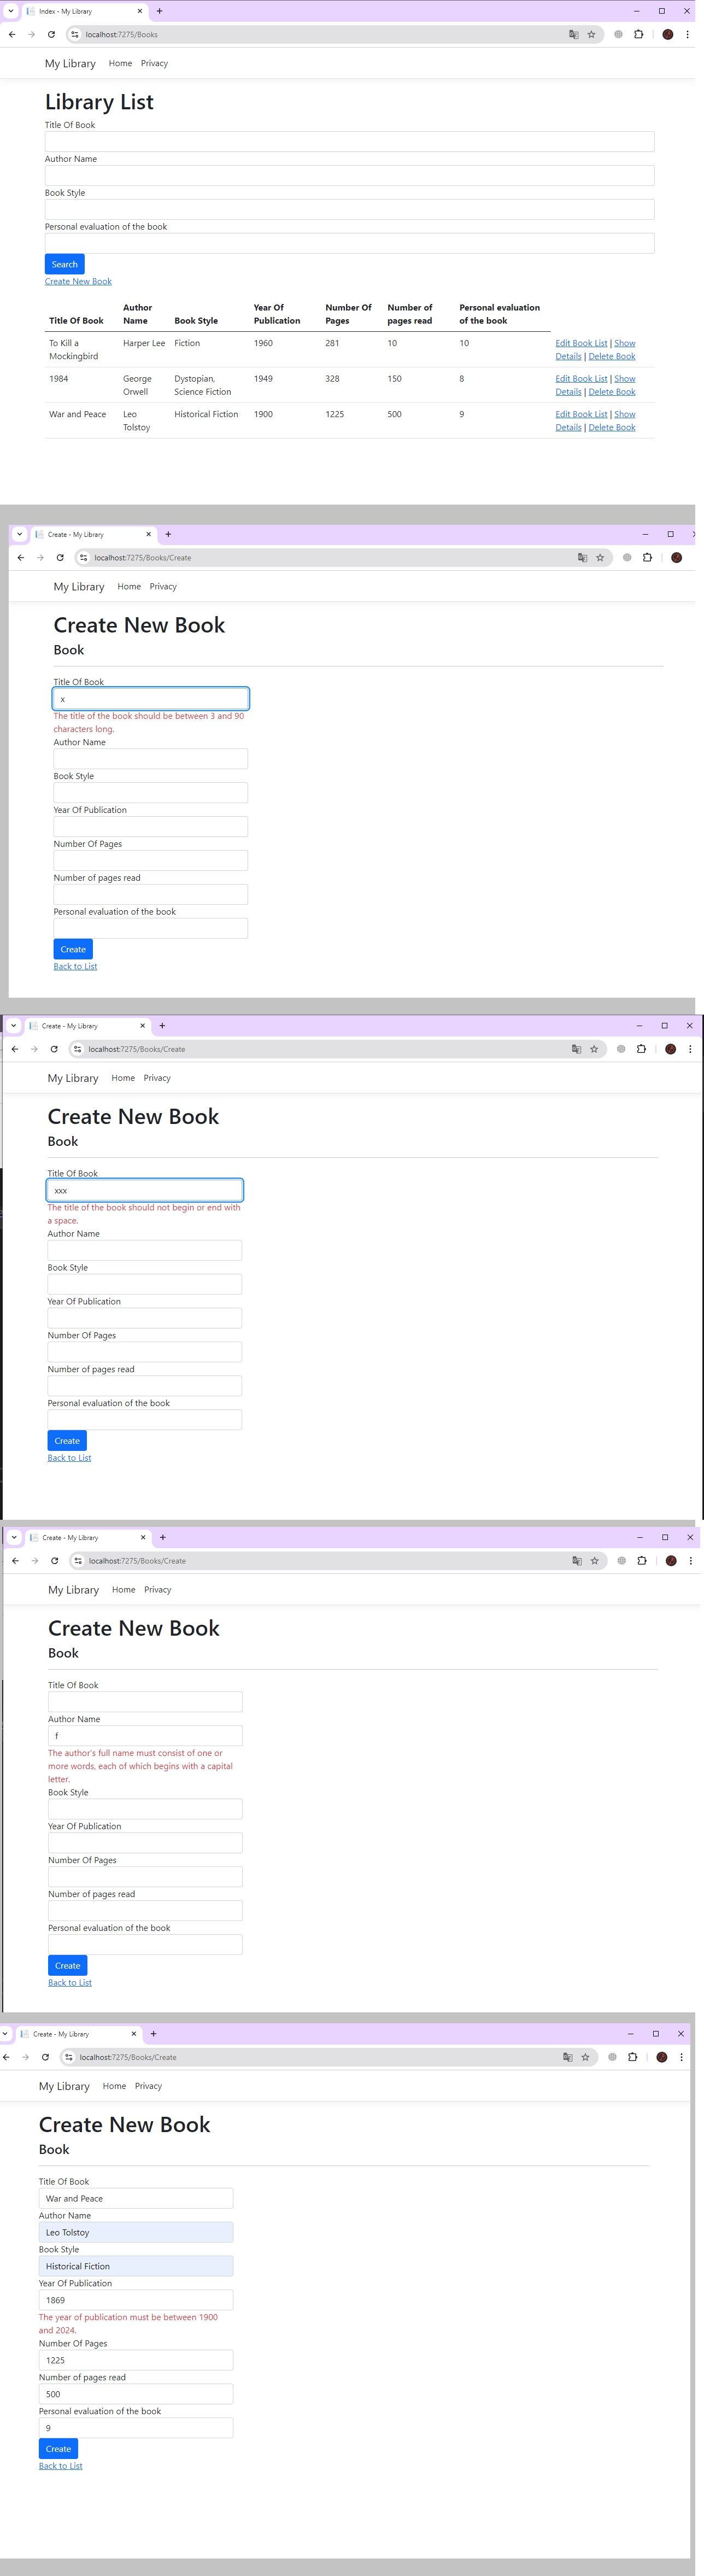 Index - My Library
localhost:7275/Books
My Library Home Privacy
Library List
Title Of Book
Author Name
Book Style
Personal evaluation of the book
Search
Create New Book
Title Of Book Author Name Book Style Year Of Publication Number Of Pages Number of pages read Personal evaluation of the book
To Kill a Mockingbird Harper Lee Fiction 1960 281 10 10 Edit Book List | Show Details | Delete Book
1984 George Orwell Dystopian, Science Fiction 1949 328 150 8 Edit Book List | Show Details | Delete Book
War and Peace Leo Tolstoy Historical Fiction 1900 1225 500 9 Edit Book List | Show Details | Delete Book
Create - My Library
localhost:7275/Books/Create
My Library Home Privacy
Create New Book
Book
Title Of Book
x
The title of the book should be between 3 and 90
characters long.
Author Name
Book Style
Year Of Publication
Number Of Pages
Number of pages read
Personal evaluation of the book
Create
Back to List
Create - My Library
localhost:7275/Books/Create
My Library Home Privacy
Create New Book
Book
Title Of Book
xxx
The title of the book should not begin or end with
a space.
Author Name
Book Style
Year Of Publication
Number Of Pages
Number of pages read
Personal evaluation of the book
Create
Back to List
Create - My Library
localhost:7275/Books/Create
My Library Home Privacy
Create New Book
Book
Title Of Book
Author Name
f
The author's full name must consist of one or
more words, each of which begins with a capital
letter.
Book Style
Year Of Publication
Number Of Pages
Number of pages read
Personal evaluation of the book
Create
Back to List
Create - My Library
localhost:7275/Books/Create
My Library Home Privacy
Create New Book
Book
Title Of Book
War and Peace
Author Name
Leo Tolstoy
Book Style
Historical Fiction
Year Of Publication
1869
The year of publication must be between 1900
and 2024.
Number Of Pages
1225
Number of pages read
500
Personal evaluation of the book
9
Create
Back to List